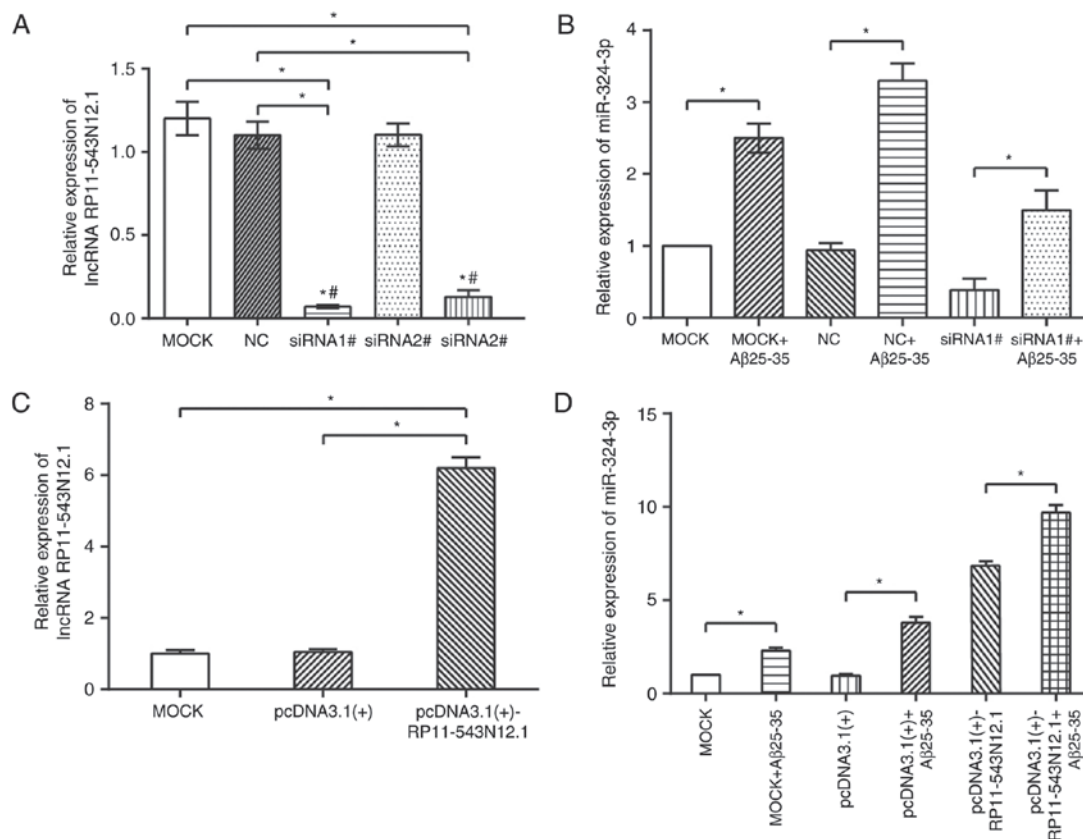 A
Relative expression of
lncRNA RP11-543N12.1
1.5
1.0
0.5
0.0
*
*
*
*
*#
*#
MOCK
NC
siRNA1#
siRNA2#
siRNA2#
B
Relative expression of miR-324-3p
4
3
2
1
0
*
*
*
MOCK
MOCK+
Aβ25-35
NC
NC+
Aβ25-35
siRNA1#
siRNA1#+
Aβ25-35
C
Relative expression of
lncRNA RP11-543N12.1
8
6
4
2
0
*
*
MOCK
pcDNA3.1(+)
pcDNA3.1(+)-
RP11-543N12.1
D
Relative expression of miR-324-3p
15
10
5
0
*
*
*
MOCK
MOCK+Aβ25-35
pcDNA3.1(+)
pcDNA3.1(+)+
Aβ25-35
pcDNA3.1(+)-
RP11-543N12.1
pcDNA3.1(+)-
RP11-543N12.1+
Aβ25-35